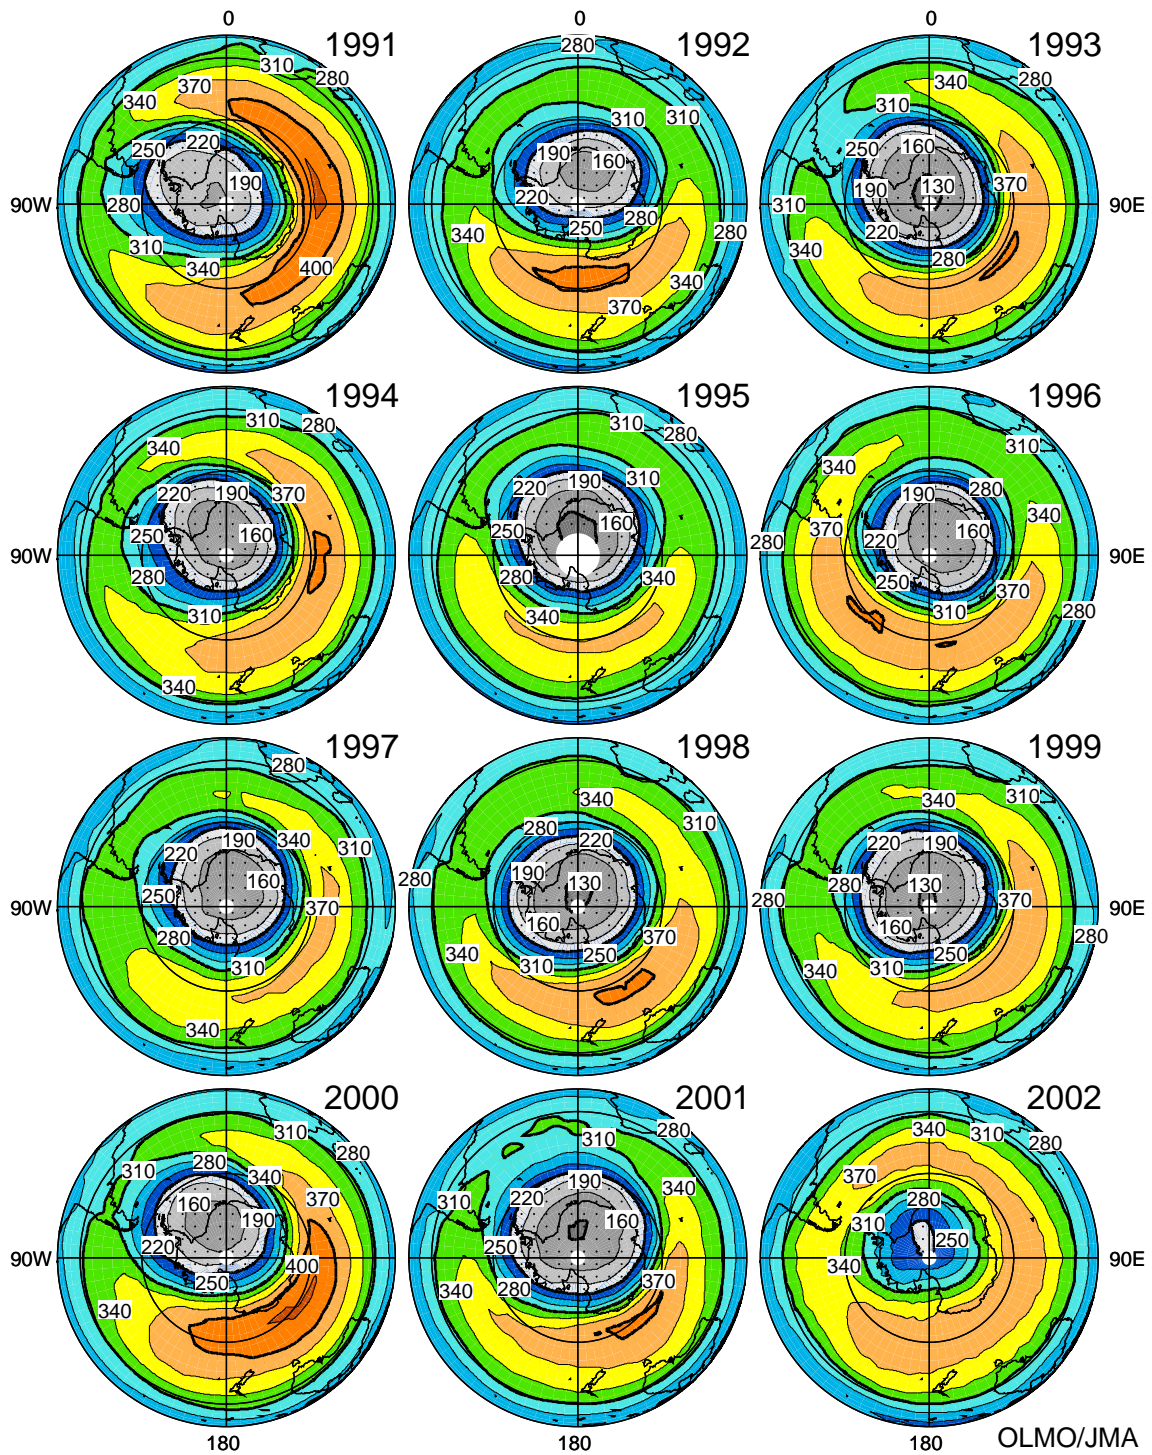 0 0
1991 1992 1993
310 280 370 340 220 250 190 280 310 340 400
280 310 310 190 160 220 280 250 340 280 340 370
340 280 310 250 160 370 190 130 310 220 280 340
90W 90E
1994 1995 1996
310 280 340 220 190 370 250 160 280 310 340
280 310 220 190 160 250 280 340 340
280 310 340 190 280 340 370 220 160 250 370 310 280
90W 90E
1997 1998 1999
280 190 340 310 220 160 250 370 280 310 340
340 310 280 220 280 190 130 160 340 250 370 310
340 310 220 190 280 130 370 280 160 250 280 340 310
90W 90E
2000 2001 2002
310 280 310 280 340 370 160 190 220 250 400 340
280 310 190 340 310 220 160 250 280 370 340
340 310 280 370 280 310 250 340 340
90W 90E
180 180
OLMO/JMA